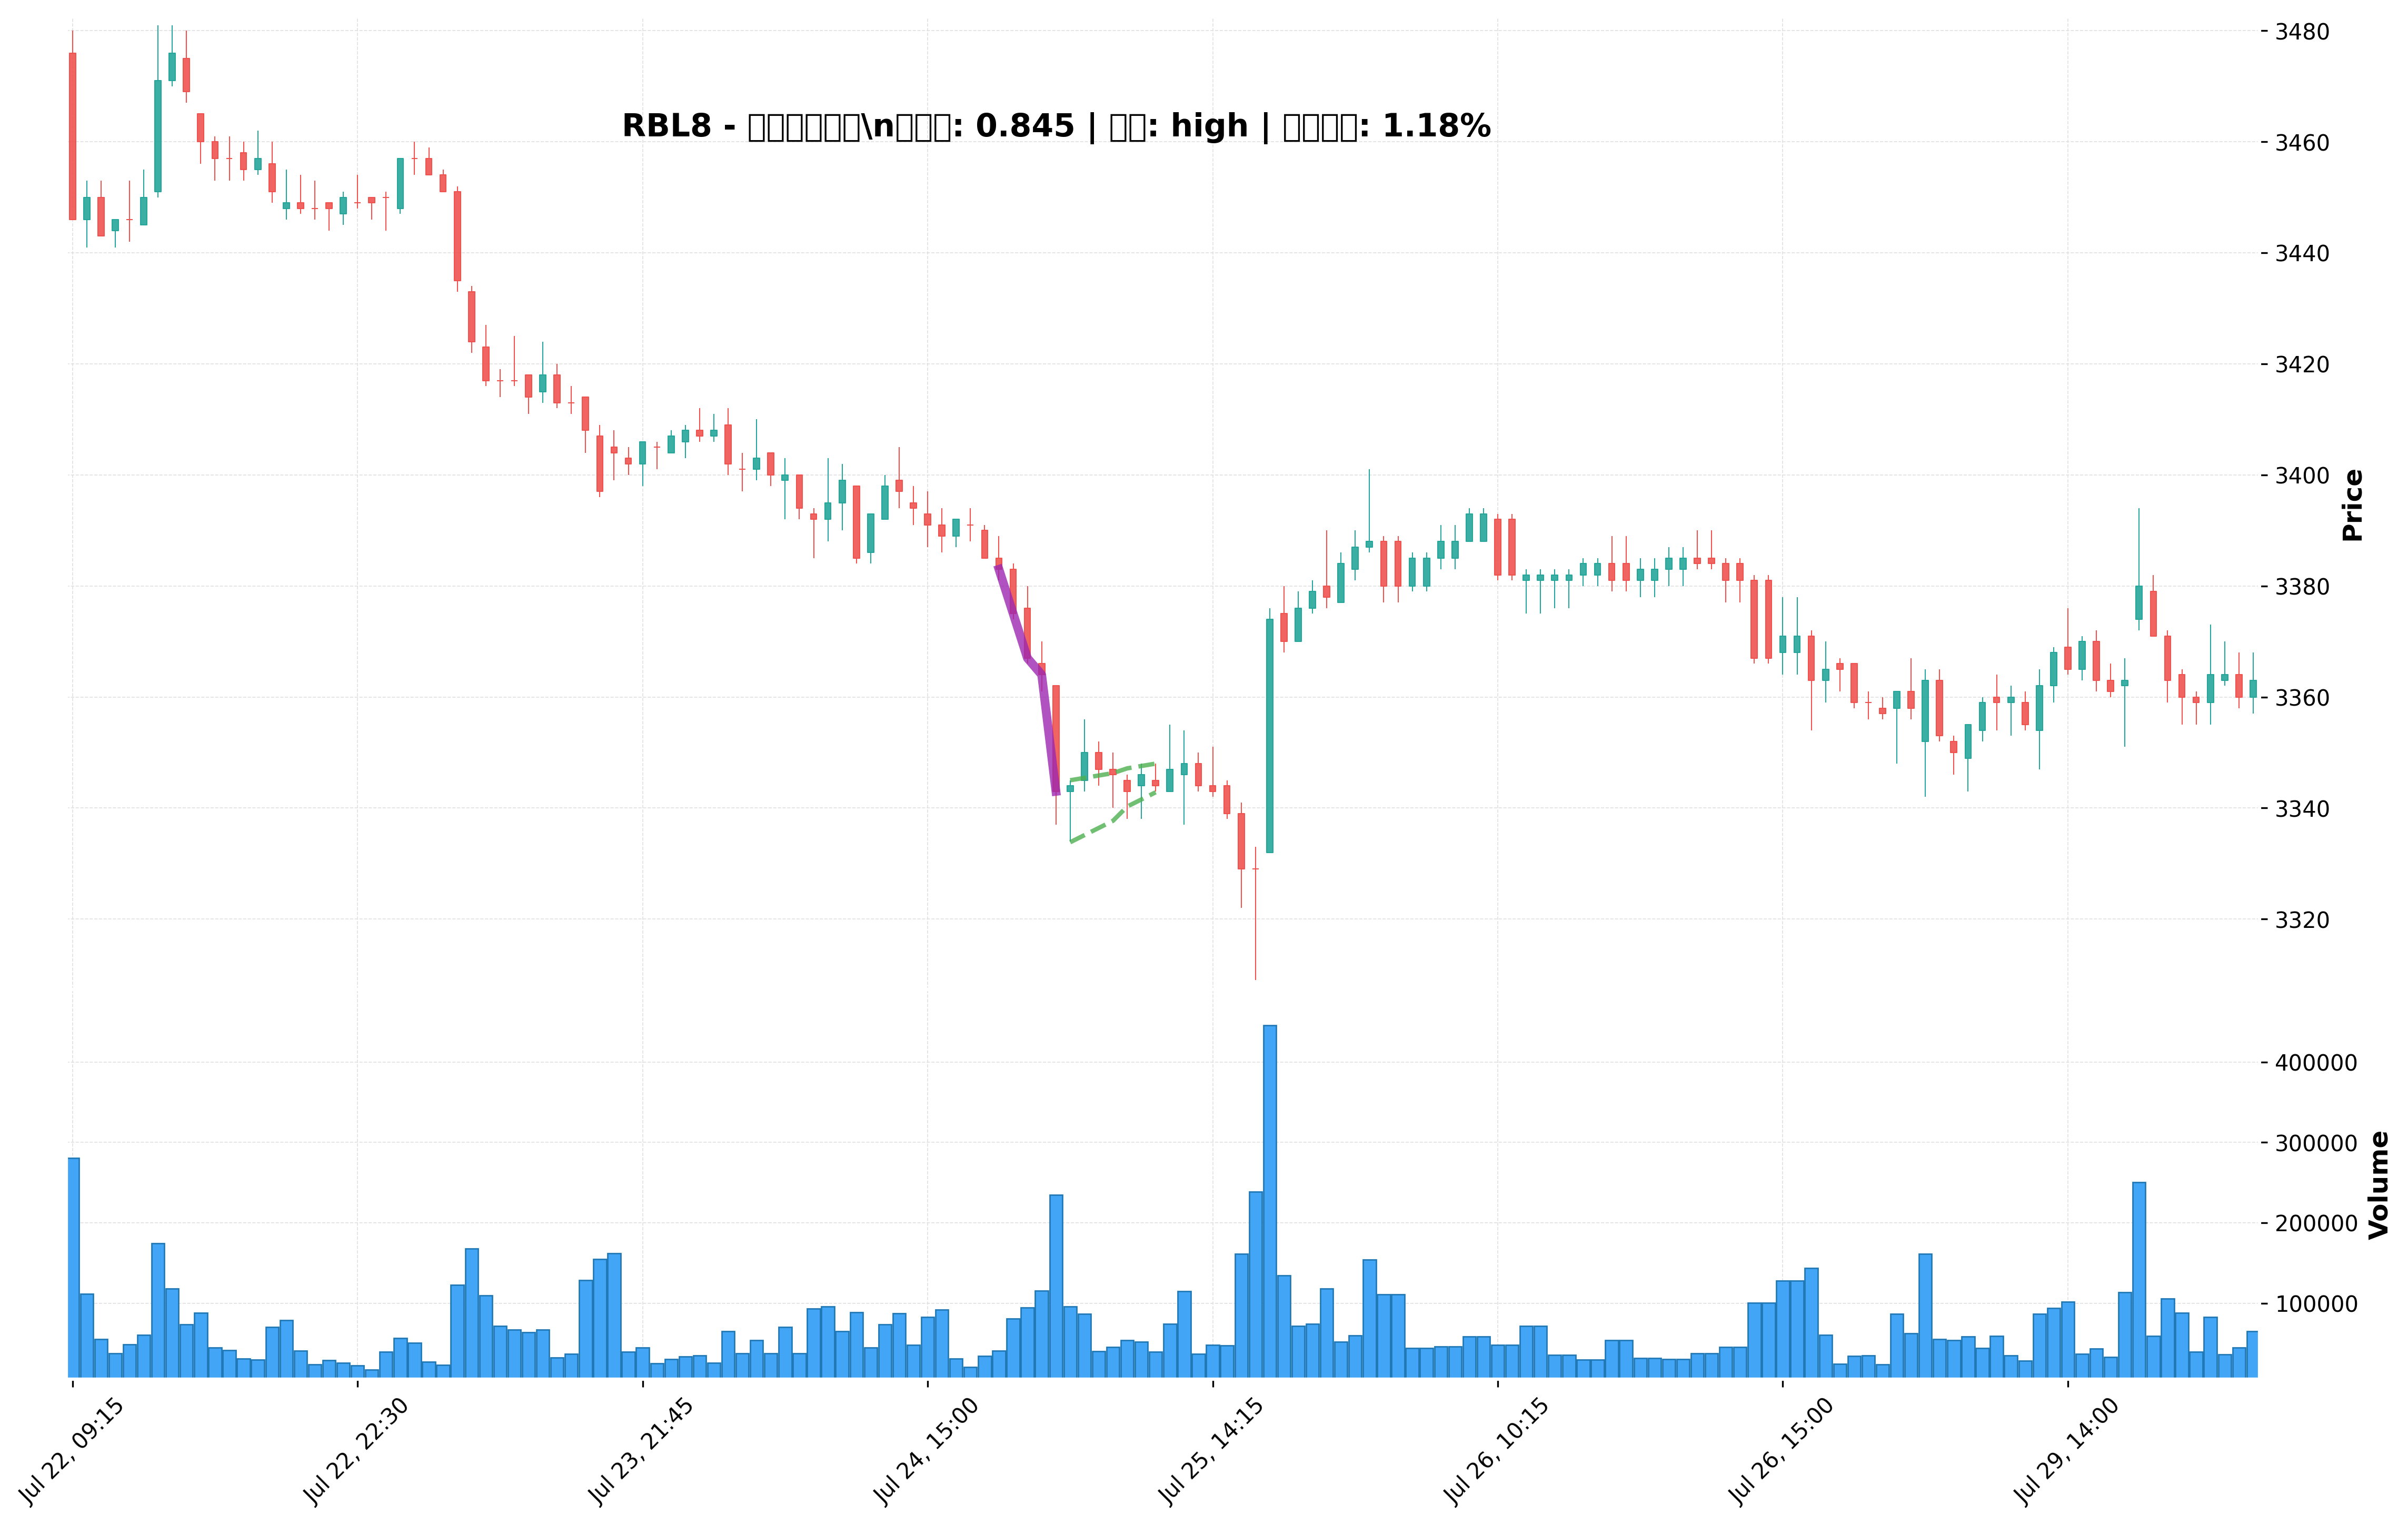 RBL8 - □□□□□□\n□□□: 0.845 | □□: high | □□□□: 1.18%
3480
3460
3440
3420
3400
3380
3360
3340
3320
Price
400000
300000
200000
100000
Volume
Jul 22, 09:15
Jul 22, 22:30
Jul 23, 21:45
Jul 24, 15:00
Jul 25, 14:15
Jul 26, 10:15
Jul 26, 15:00
Jul 29, 14:00